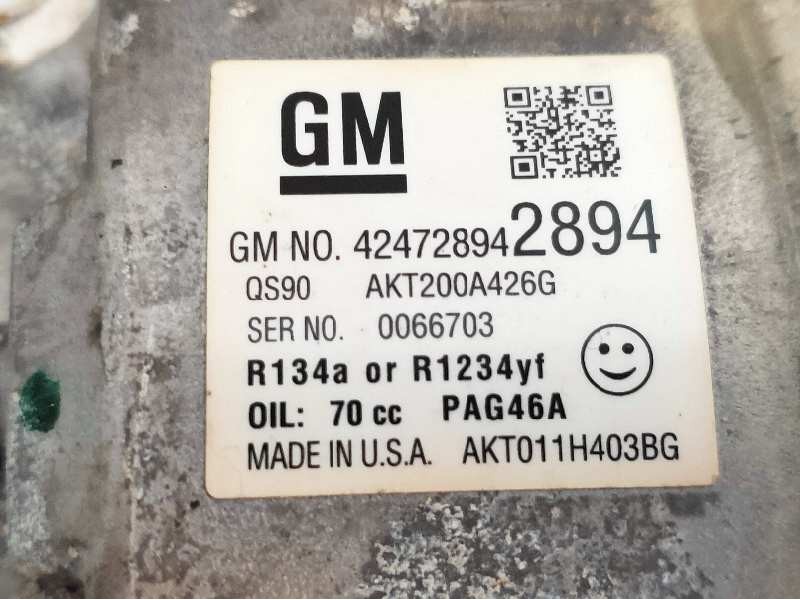 GM
GM NO. 42472894 2894
QS90 AKT200A426G
SER NO. 0066703
R134a or R1234yf
OIL: 70 cc PAG46A
MADE IN U.S.A. AKT011H403BG